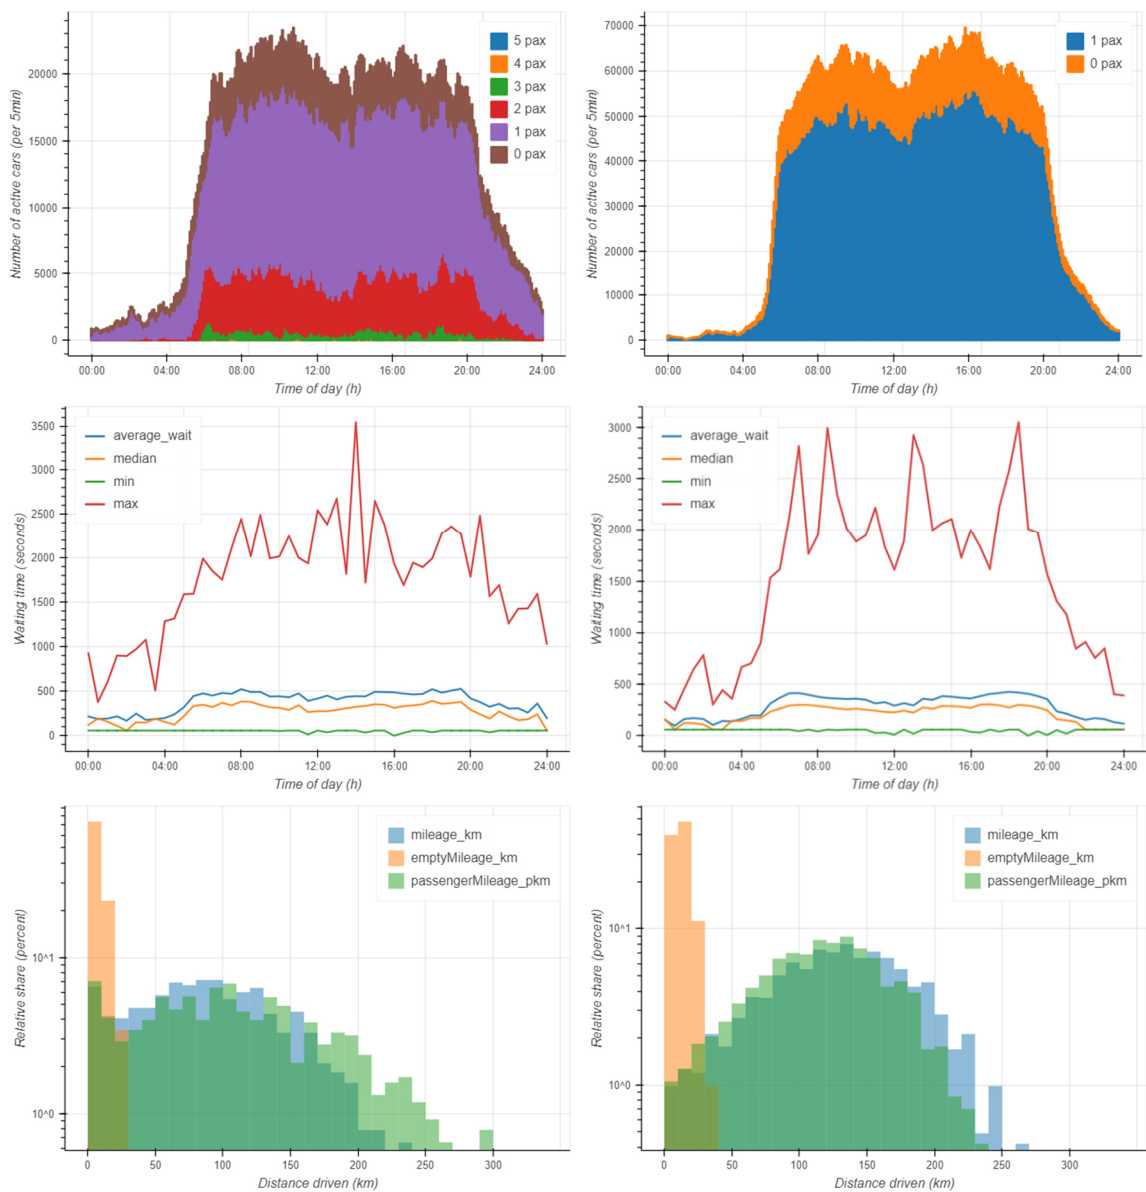 Number of active cars (per 5min)
20000
15000
10000
5000
0
5 pax
4 pax
3 pax
2 pax
1 pax
0 pax
00:00 04:00 08:00 12:00 16:00 20:00 24:00
Time of day (h)
Number of active cars (per 5min)
70000
60000
50000
40000
30000
20000
10000
0
1 pax
0 pax
00:00 04:00 08:00 12:00 16:00 20:00 24:00
Time of day (h)
Waiting time (seconds)
3500
3000
2500
2000
1500
1000
500
0
average_wait
median
min
max
00:00 04:00 08:00 12:00 16:00 20:00 24:00
Time of day (h)
Waiting time (seconds)
3000
2500
2000
1500
1000
500
0
average_wait
median
min
max
00:00 04:00 08:00 12:00 16:00 20:00 24:00
Time of day (h)
Relative share (percent)
10^1
10^0
mileage_km
emptyMileage_km
passengerMileage_pkm
0 50 100 150 200 250 300
Distance driven (km)
Relative share (percent)
10^1
10^0
mileage_km
emptyMileage_km
passengerMileage_pkm
0 50 100 150 200 250 300
Distance driven (km)